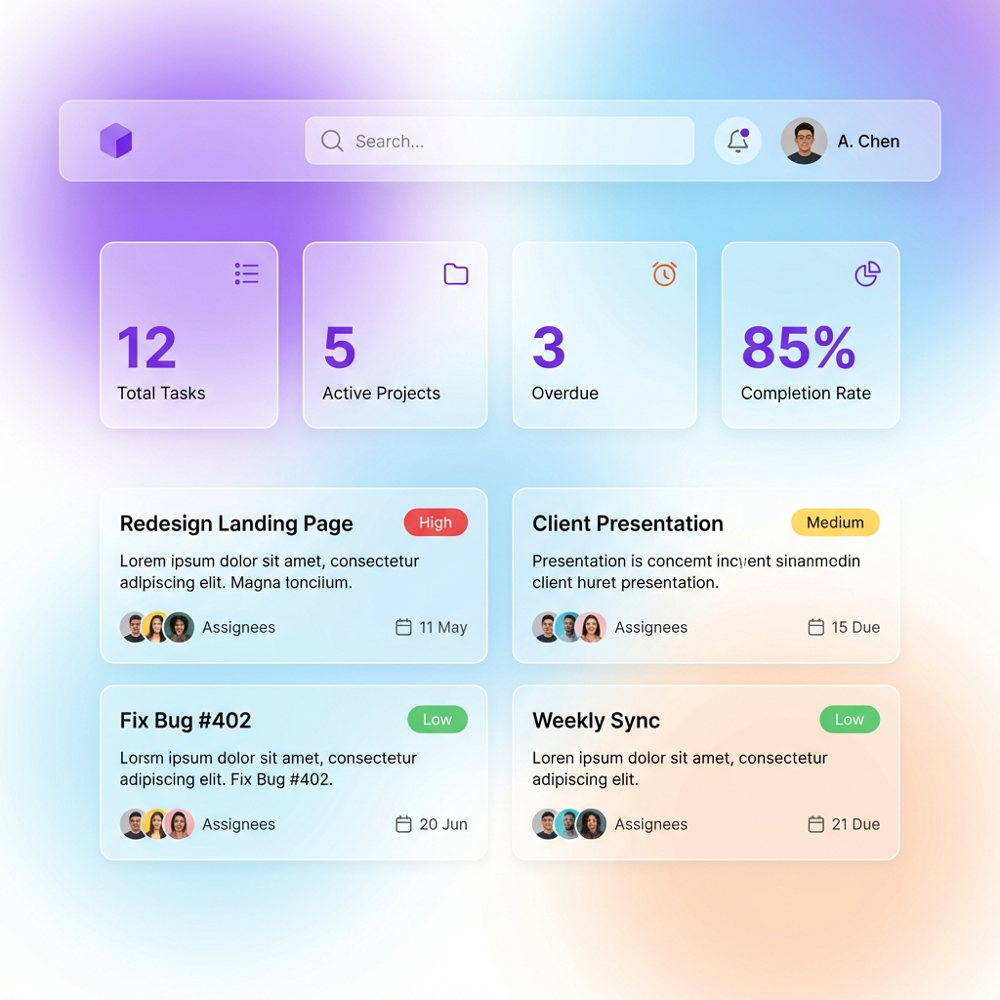 Search...
A. Chen
12
Total Tasks
5
Active Projects
3
Overdue
85%
Completion Rate
Redesign Landing Page
High
Lorem ipsum dolor sit amet, consectetur
adlpiscing elit. Magna
11 May
Assignees
Client Presentation
Medium
Presentation is concemt
client huret presentation.
Assignees
15 Due
Fix Bug #402
Low
Lorsm ipsum dolor sit amet, consectetur
adipiscing elit. Fix Bug #402.
Assignees
20 Jun
Weekly Sync
Low
Loren ipsum dolor sit amet, consectetur
adipiscing elit.
Assignees
21 Due